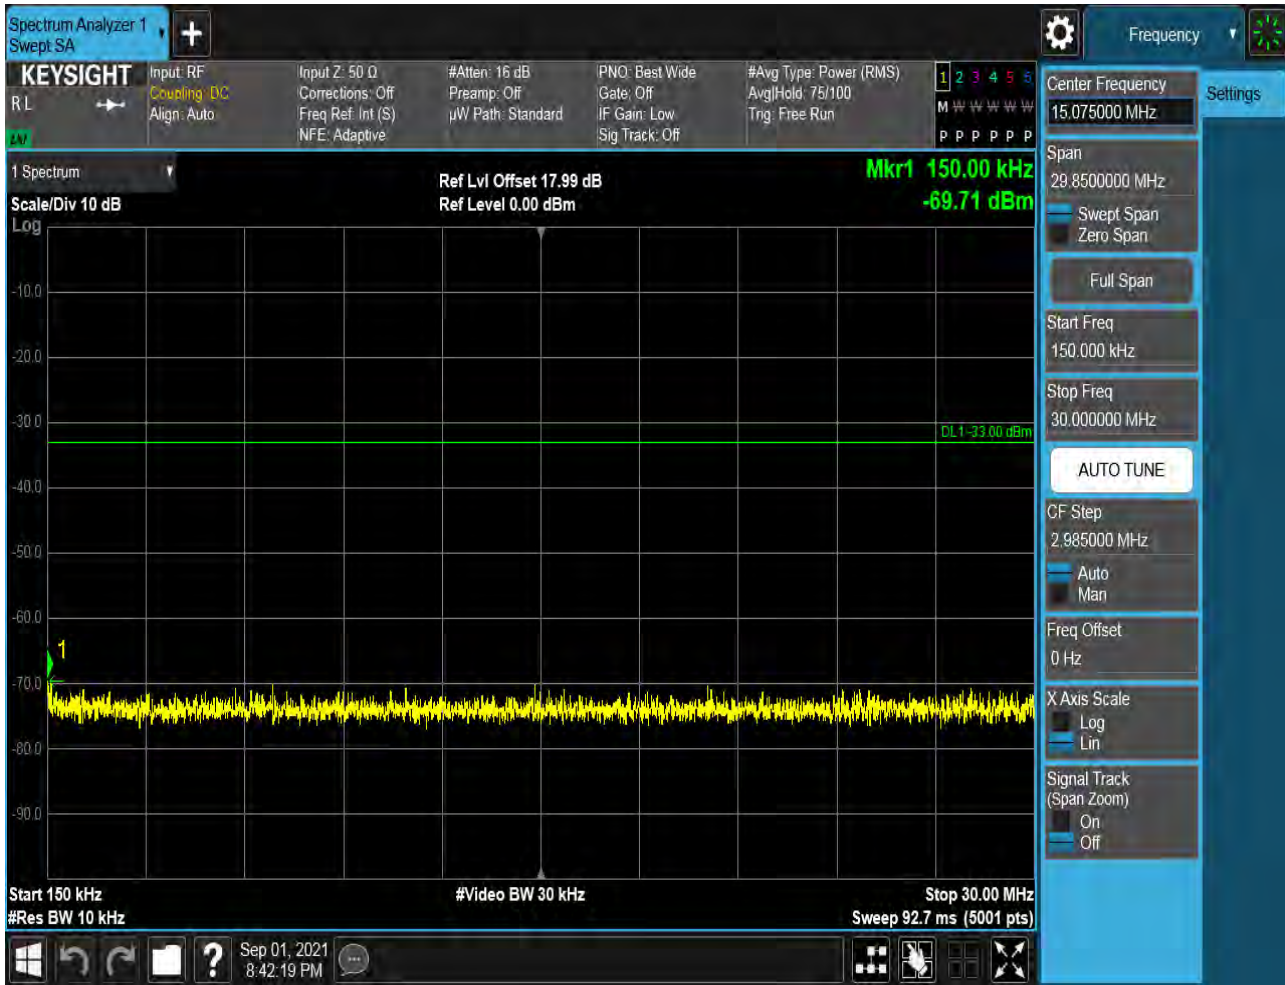 Spectrum Analyzer 1
Swept SA
Frequency
KEYSIGHT
R L
LXI
Input: RF
Coupling: DC
Align: Auto
Input Z: 50 Ω
Corrections: Off
Freq Ref: Int (S)
NFE: Adaptive
#Atten: 16 dB
Preamp: Off
µW Path: Standard
PNO: Best Wide
Gate: Off
IF Gain: Low
Sig Track: Off
#Avg Type: Power (RMS)
Avg|Hold: 75/100
Trig: Free Run
1 2 3 4 5 6
M W W W W W
P P P P P P
1 Spectrum
Scale/Div 10 dB
Log
Ref Lvl Offset 17.99 dB
Ref Level 0.00 dBm
Mkr1 150.00 kHz
-69.71 dBm
-10.0
-20.0
-30.0
DL1 -33.00 dBm
-40.0
-50.0
-60.0
1
-70.0
-80.0
-90.0
Start 150 kHz
#Res BW 10 kHz
#Video BW 30 kHz
Stop 30.00 MHz
Sweep 92.7 ms (5001 pts)
Center Frequency
15.075000 MHz
Settings
Span
29.8500000 MHz
Swept Span
Zero Span
Full Span
Start Freq
150.000 kHz
Stop Freq
30.000000 MHz
AUTO TUNE
CF Step
2.985000 MHz
Auto
Man
Freq Offset
0 Hz
X Axis Scale
Log
Lin
Signal Track
(Span Zoom)
On
Off
?
Sep 01, 2021
8:42:19 PM